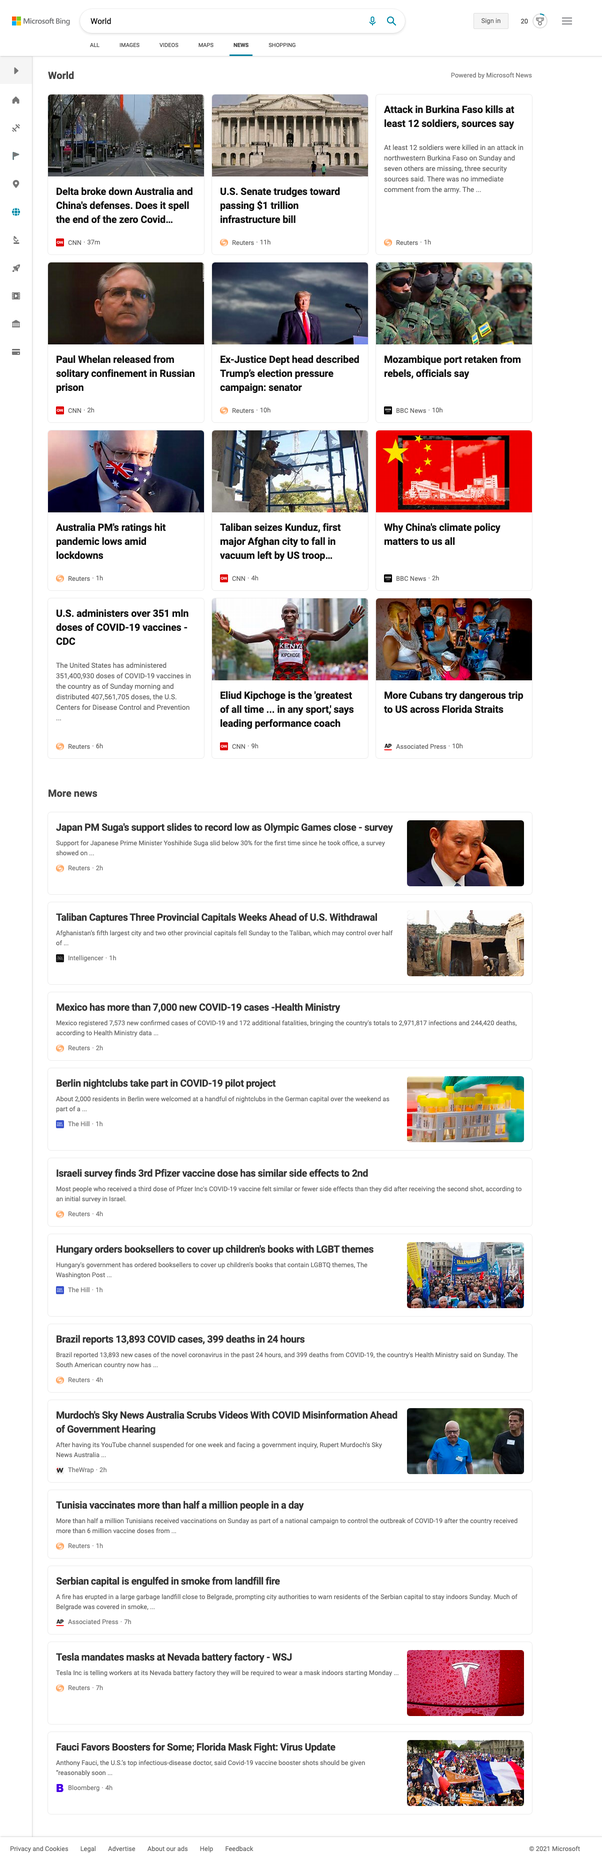 Microsoft Bing
World
Sign in
20
ALL
IMAGES
VIDEOS
MAPS
NEWS
SHOPPING
World
Powered by Microsoft News
Delta broke down Australia and
China's defenses. Does it spell
the end of the zero Covid...
CNN · 37m
U.S. Senate trudges toward
passing $1 trillion
infrastructure bill
Reuters · 11h
Attack in Burkina Faso kills at
least 12 soldiers, sources say
At least 12 soldiers were killed in an attack in
northwestern Burkina Faso on Sunday and
seven others are missing, three security
sources said. There was no immediate
comment from the army. The ...
Reuters · 1h
Paul Whelan released from
solitary confinement in Russian
prison
CNN · 2h
Ex-Justice Dept head described
Trump's election pressure
campaign: senator
Reuters · 10h
Mozambique port retaken from
rebels, officials say
BBC News · 10h
Australia PM's ratings hit
pandemic lows amid
lockdowns
Reuters · 1h
Taliban seizes Kunduz, first
major Afghan city to fall in
vacuum left by US troop...
CNN · 4h
Why China's climate policy
matters to us all
BBC News · 2h
U.S. administers over 351 mln
doses of COVID-19 vaccines -
CDC
The United States has administered
351,400,930 doses of COVID-19 vaccines in
the country as of Sunday morning and
distributed 407,561,705 doses, the U.S.
Centers for Disease Control and Prevention
...
Reuters · 6h
KENYA
KIPCHOGE
Eliud Kipchoge is the 'greatest
of all time ... in any sport,' says
leading performance coach
CNN · 9h
More Cubans try dangerous trip
to US across Florida Straits
AP
Associated Press · 10h
More news
Japan PM Suga's support slides to record low as Olympic Games close - survey
Support for Japanese Prime Minister Yoshihide Suga slid below 30% for the first time since he took office, a survey
showed on ...
Reuters · 2h
Taliban Captures Three Provincial Capitals Weeks Ahead of U.S. Withdrawal
Afghanistan's fifth largest city and two other provincial capitals fell Sunday to the Taliban, which may control over half
of ...
Intelligencer · 1h
Mexico has more than 7,000 new COVID-19 cases -Health Ministry
Mexico registered 7,573 new confirmed cases of COVID-19 and 172 additional fatalities, bringing the country's totals to 2,971,817 infections and 244,420 deaths,
according to Health Ministry data ...
Reuters · 2h
Berlin nightclubs take part in COVID-19 pilot project
About 2,000 residents in Berlin were welcomed at a handful of nightclubs in the German capital over the weekend as
part of a ...
The Hill · 1h
Israeli survey finds 3rd Pfizer vaccine dose has similar side effects to 2nd
Most people who received a third dose of Pfizer Inc's COVID-19 vaccine felt similar or fewer side effects than they did after receiving the second shot, according to
an initial survey in Israel.
Reuters · 4h
Hungary orders booksellers to cover up children's books with LGBT themes
Hungary's government has ordered booksellers to cover up children's books that contain LGBTQ themes, The
Washington Post ...
The Hill · 1h
Brazil reports 13,893 COVID cases, 399 deaths in 24 hours
Brazil reported 13,893 new cases of the novel coronavirus in the past 24 hours, and 399 deaths from COVID-19, the country's Health Ministry said on Sunday. The
South American country now has ...
Reuters · 4h
Murdoch's Sky News Australia Scrubs Videos With COVID Misinformation Ahead
of Government Hearing
After having its YouTube channel suspended for one week and facing a government inquiry, Rupert Murdoch's Sky
News Australia ...
W
TheWrap · 2h
Tunisia vaccinates more than half a million people in a day
More than half a million Tunisians received vaccinations on Sunday as part of a national campaign to control the outbreak of COVID-19 after the country received
more than 6 million vaccine doses from ...
Reuters · 1h
Serbian capital is engulfed in smoke from landfill fire
A fire has erupted in a large garbage landfill close to Belgrade, prompting city authorities to warn residents of the Serbian capital to stay indoors Sunday. Much of
Belgrade was covered in smoke, ...
AP
Associated Press · 7h
Tesla mandates masks at Nevada battery factory - WSJ
Tesla Inc is telling workers at its Nevada battery factory they will be required to wear a mask indoors starting Monday ...
Reuters · 7h
Fauci Favors Boosters for Some; Florida Mask Fight: Virus Update
Anthony Fauci, the U.S.'s top infectious-disease doctor, said Covid-19 vaccine booster shots should be given
"reasonably soon ...
B
Bloomberg · 4h
Privacy and Cookies
Legal
Advertise
About our ads
Help
Feedback
© 2021 Microsoft